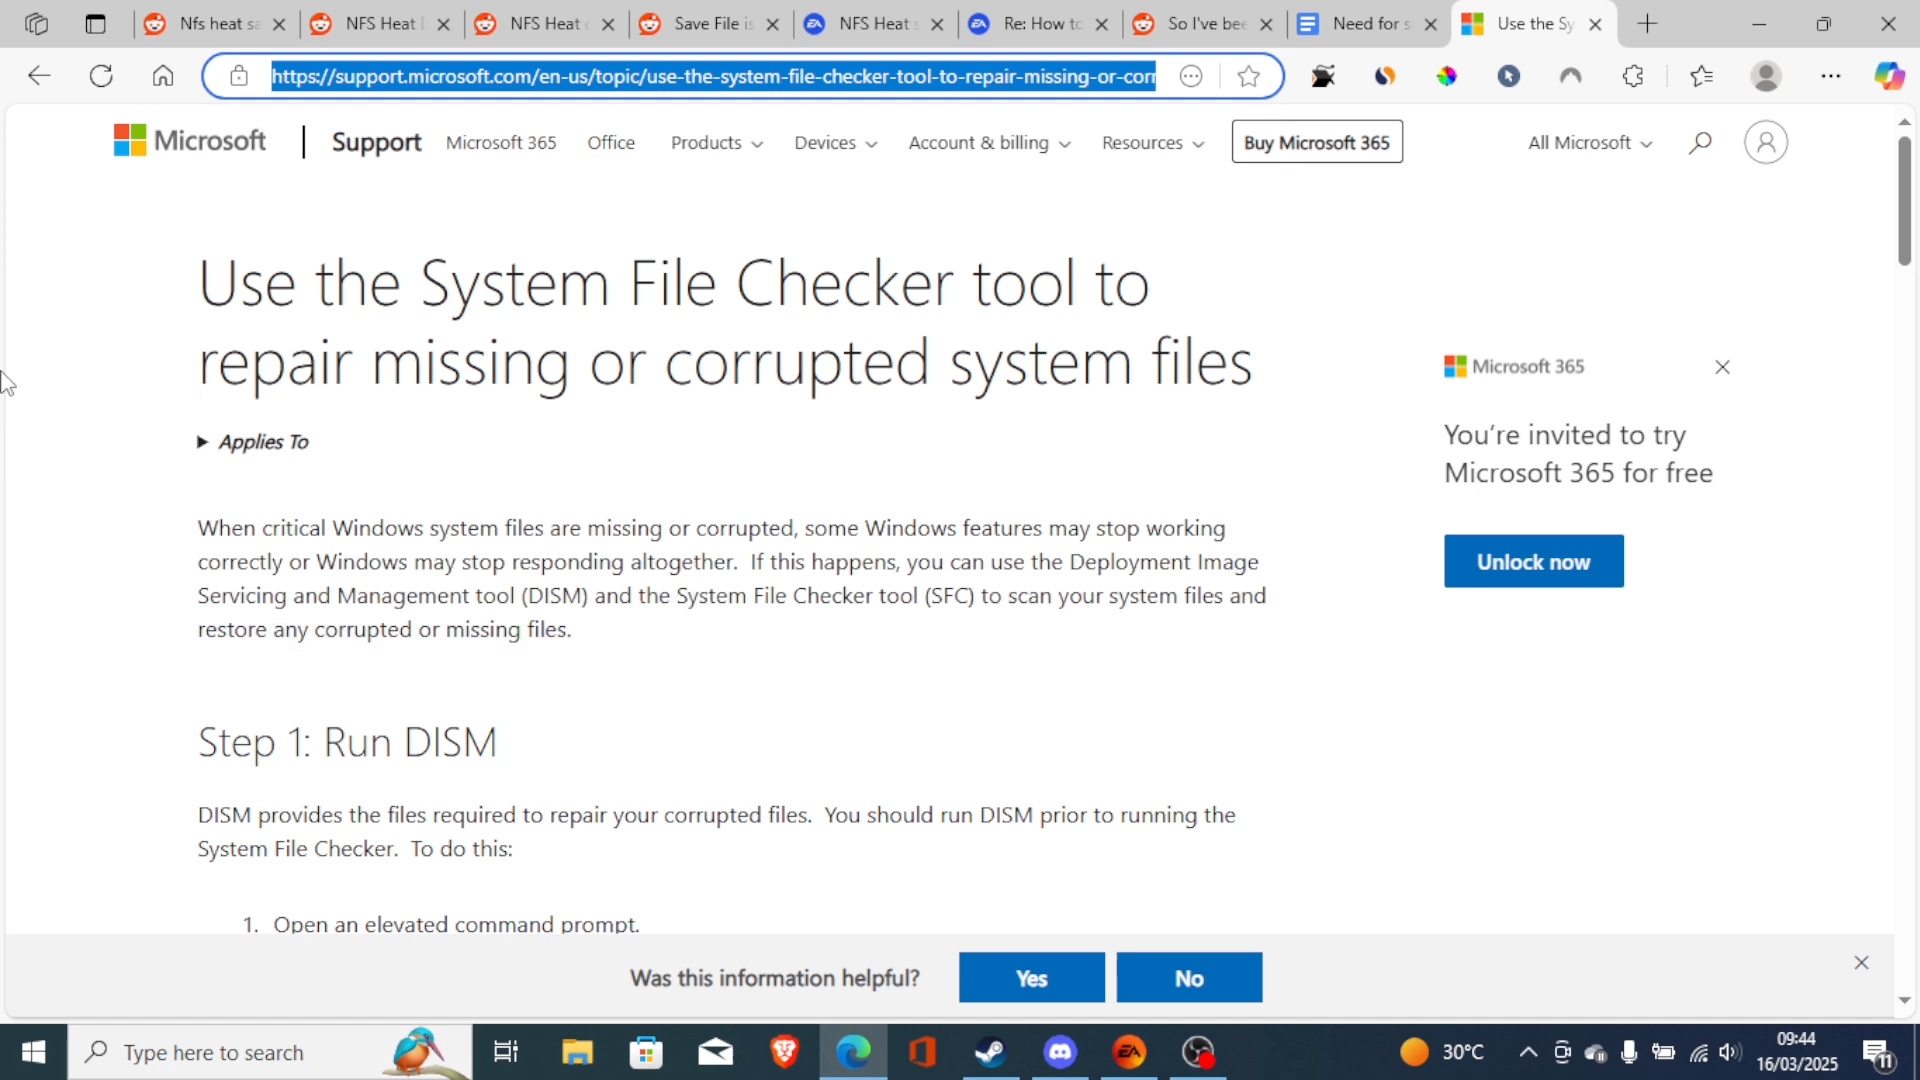 Nfs heat sa
NFS Heat
NFS Heat
Save File is
NFS Heat s
Re: How to
So I've bee
Need for s
Use the Sy
https://support.microsoft.com/en-us/topic/use-the-system-file-checker-tool-to-repair-missing-or-corr
Microsoft
Support
Microsoft 365
Office
Products
Devices
Account & billing
Resources
Buy Microsoft 365
All Microsoft
Use the System File Checker tool to
repair missing or corrupted system files
Applies To
Microsoft 365
You're invited to try
Microsoft 365 for free
Unlock now
When critical Windows system files are missing or corrupted, some Windows features may stop working
correctly or Windows may stop responding altogether. If this happens, you can use the Deployment Image
Servicing and Management tool (DISM) and the System File Checker tool (SFC) to scan your system files and
restore any corrupted or missing files.
Step 1: Run DISM
DISM provides the files required to repair your corrupted files. You should run DISM prior to running the
System File Checker. To do this:
1. Open an elevated command prompt.
Was this information helpful?
Yes
No
Type here to search
EA
30°C
09:44
16/03/2025
11